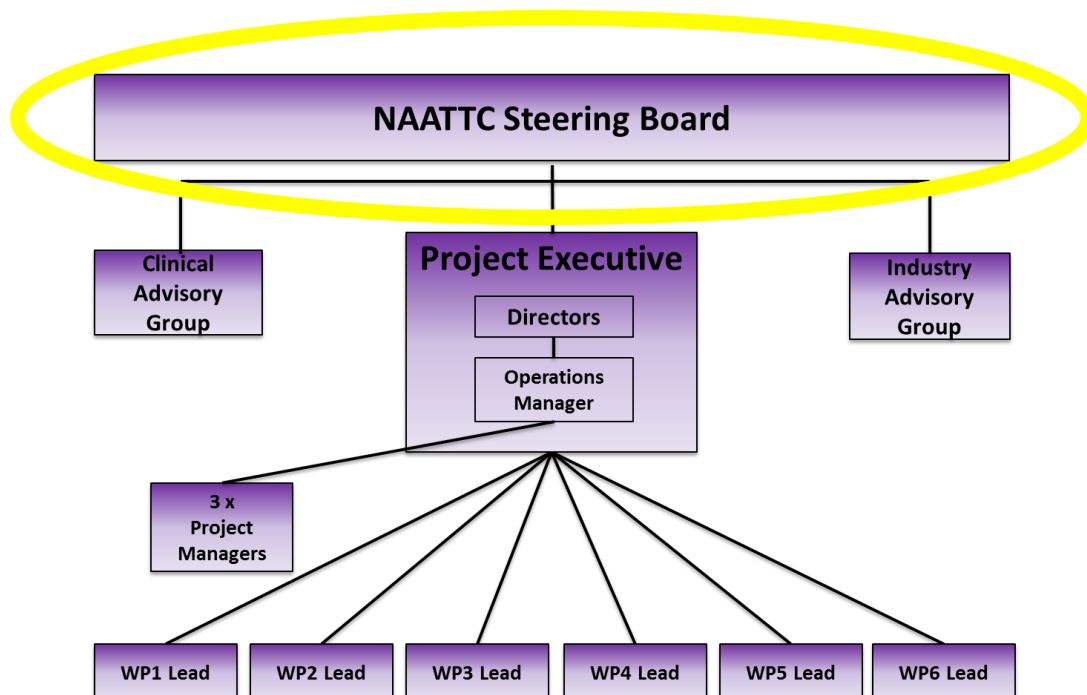 NAATTC Steering Board
Clinical
Advisory
Group
Project Executive
Directors
Operations
Manager
Industry
Advisory
Group
3 x
Project
Managers
WP1 Lead
WP2 Lead
WP3 Lead
WP4 Lead
WP5 Lead
WP6 Lead